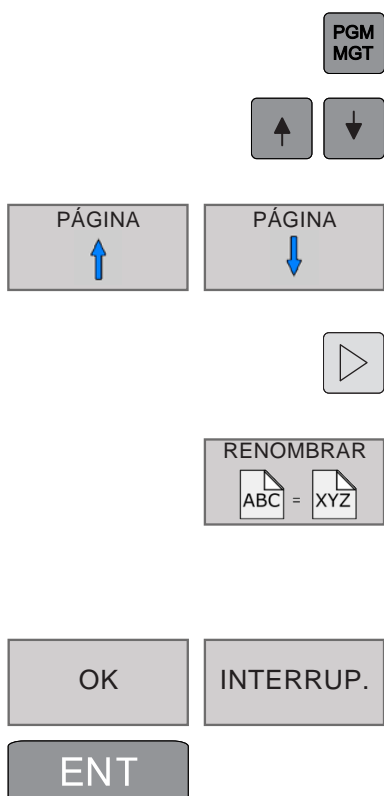 PGM
MGT
PÁGINA PÁGINA
RENOMBRAR
ABC = XYZ
OK INTERRUP.
ENT